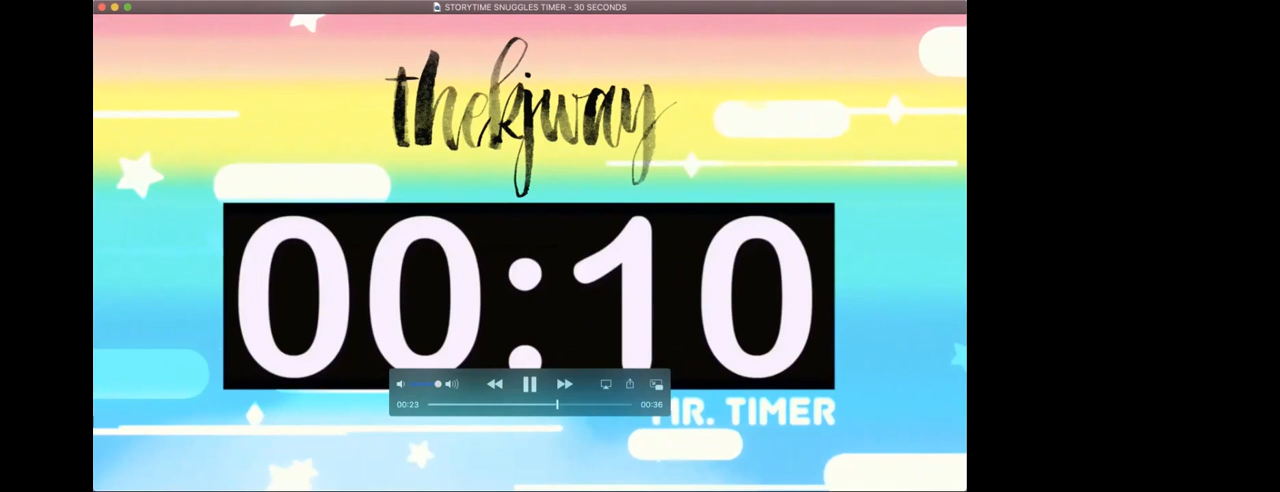 STORYTIME SNUGGLES TIMER - 30 SECONDS
thekjway
00:10
00:23
00:36
MR. TIMER